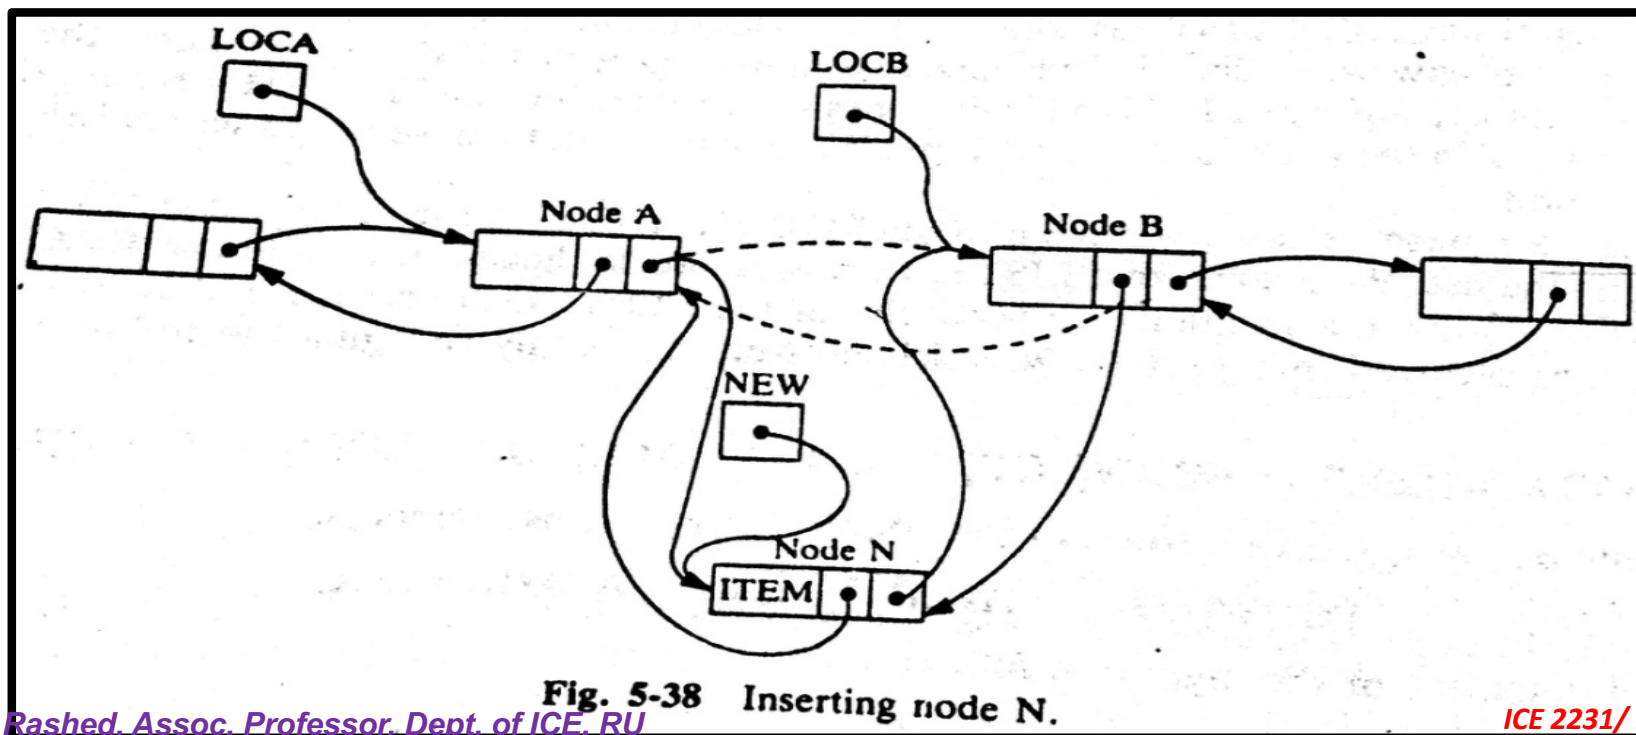 LOCA
LOCB
Node A
Node B
NEW
Node N
ITEM
Fig. 5-38 Inserting node N.
Rashed, Assoc. Professor, Dept. of ICE, RU
ICE 2231/